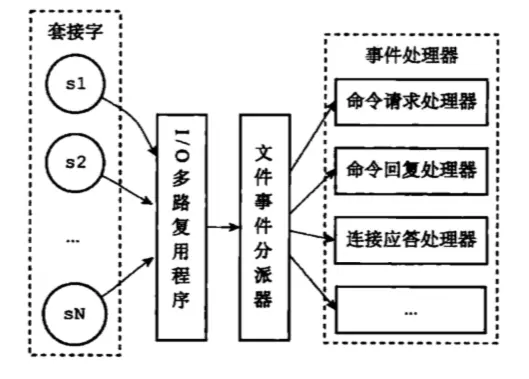 套接字
s1
s2
...
sN
I/O多路复用程序
文件事件分派器
事件处理器
命令请求处理器
命令回复处理器
连接应答处理器
...